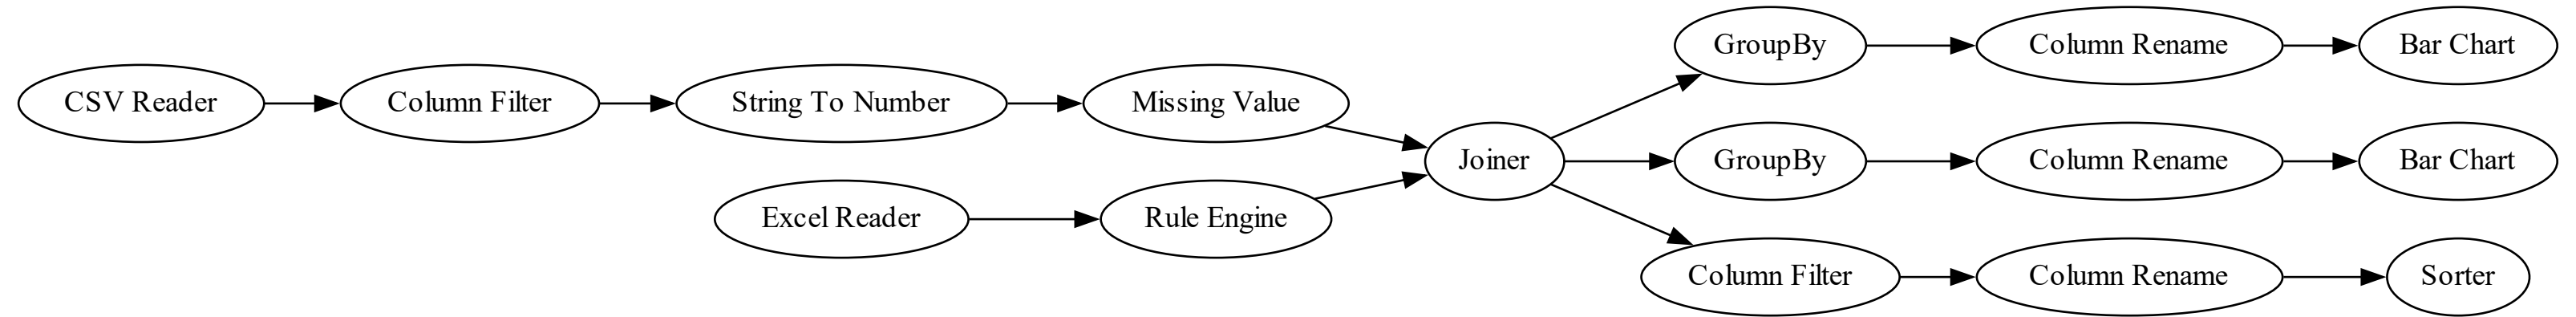 GroupBy
Column Rename
Bar Chart
CSV Reader
Column Filter
String To Number
Missing Value
Joiner
GroupBy
Column Rename
Bar Chart
Excel Reader
Rule Engine
Column Filter
Column Rename
Sorter